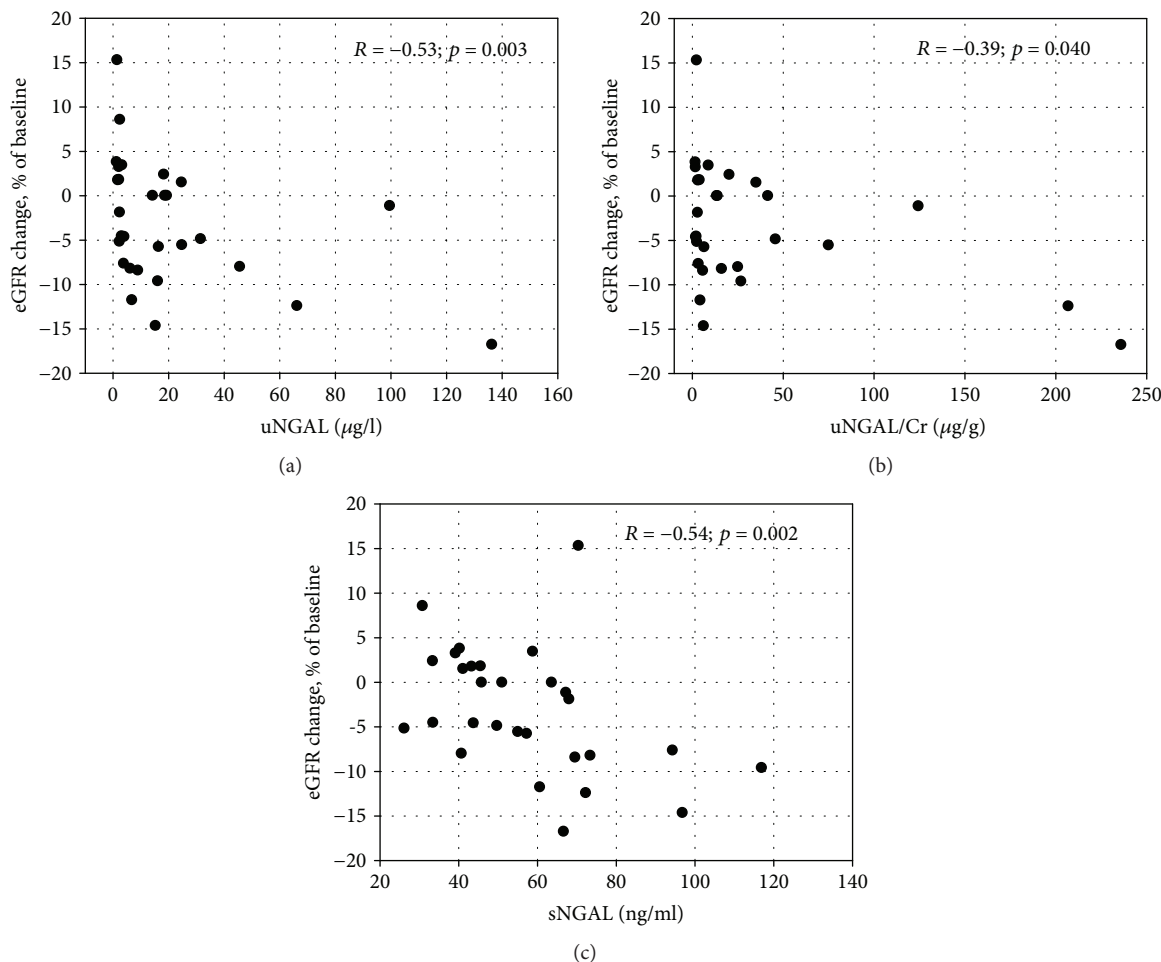 20
15
10
5
0
−5
−10
−15
−20
eGFR change, % of baseline
R = −0.53; p = 0.003
0 20 40 60 80 100 120 140 160
uNGAL (μg/l)
(a)
20
15
10
5
0
−5
−10
−15
−20
eGFR change, % of baseline
R = −0.39; p = 0.040
0 50 100 150 200 250
uNGAL/Cr (μg/g)
(b)
20
15
10
5
0
−5
−10
−15
−20
eGFR change, % of baseline
R = −0.54; p = 0.002
20 40 60 80 100 120 140
sNGAL (ng/ml)
(c)